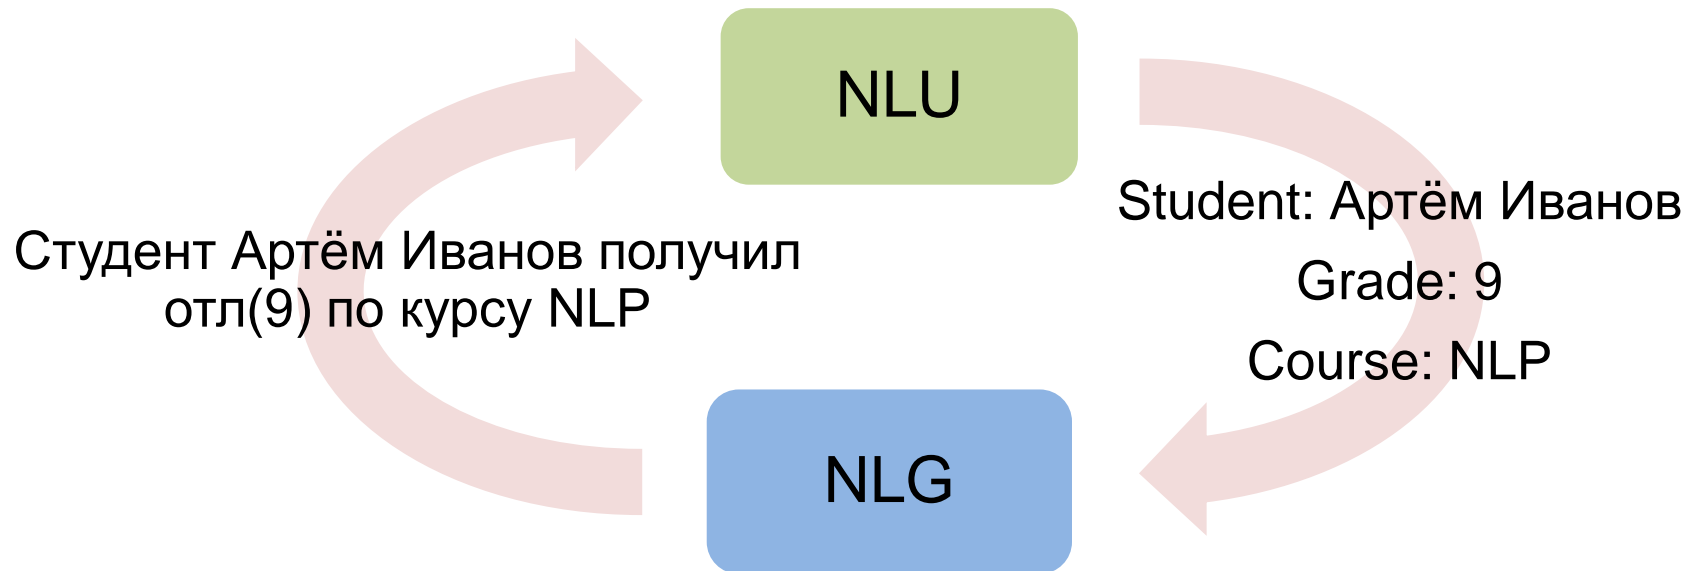 NLU
Студент Артём Иванов получил
отл(9) по курсу NLP
Student: Артём Иванов
Grade: 9
Course: NLP
NLG